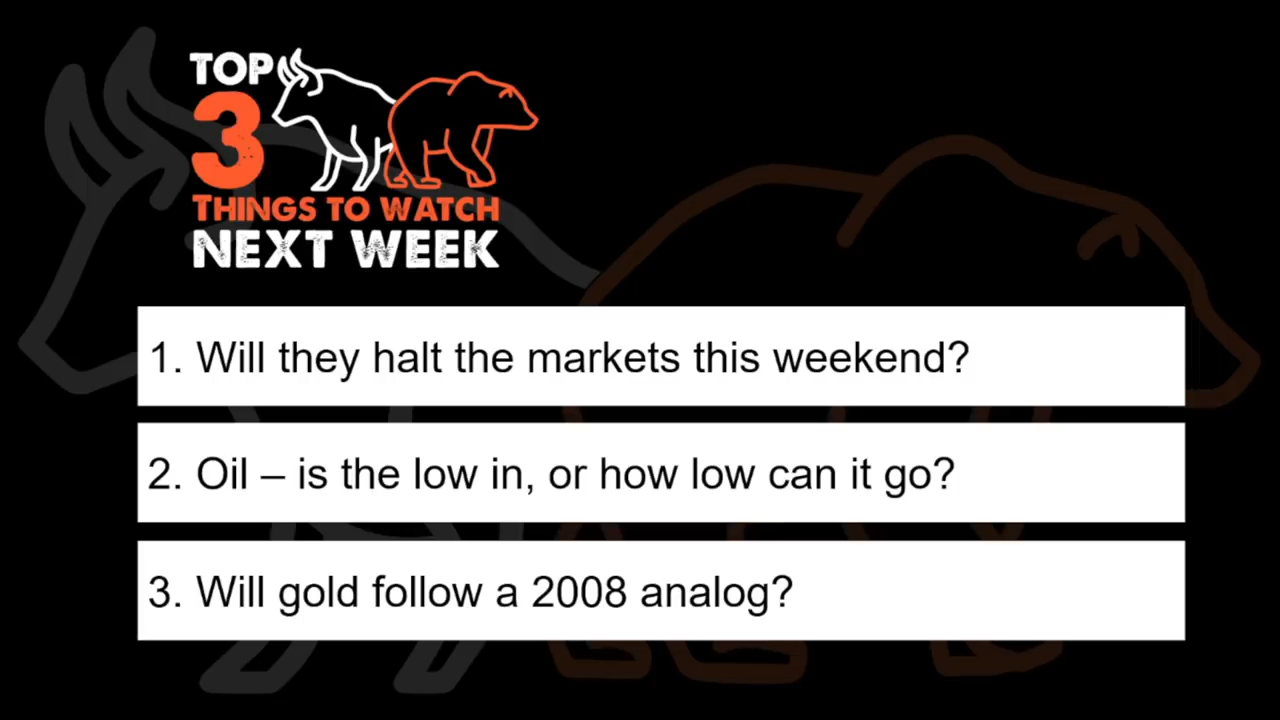 TOP
3
THINGS TO WATCH
NEXT WEEK
1. Will they halt the markets this weekend?
2. Oil – is the low in, or how low can it go?
3. Will gold follow a 2008 analog?